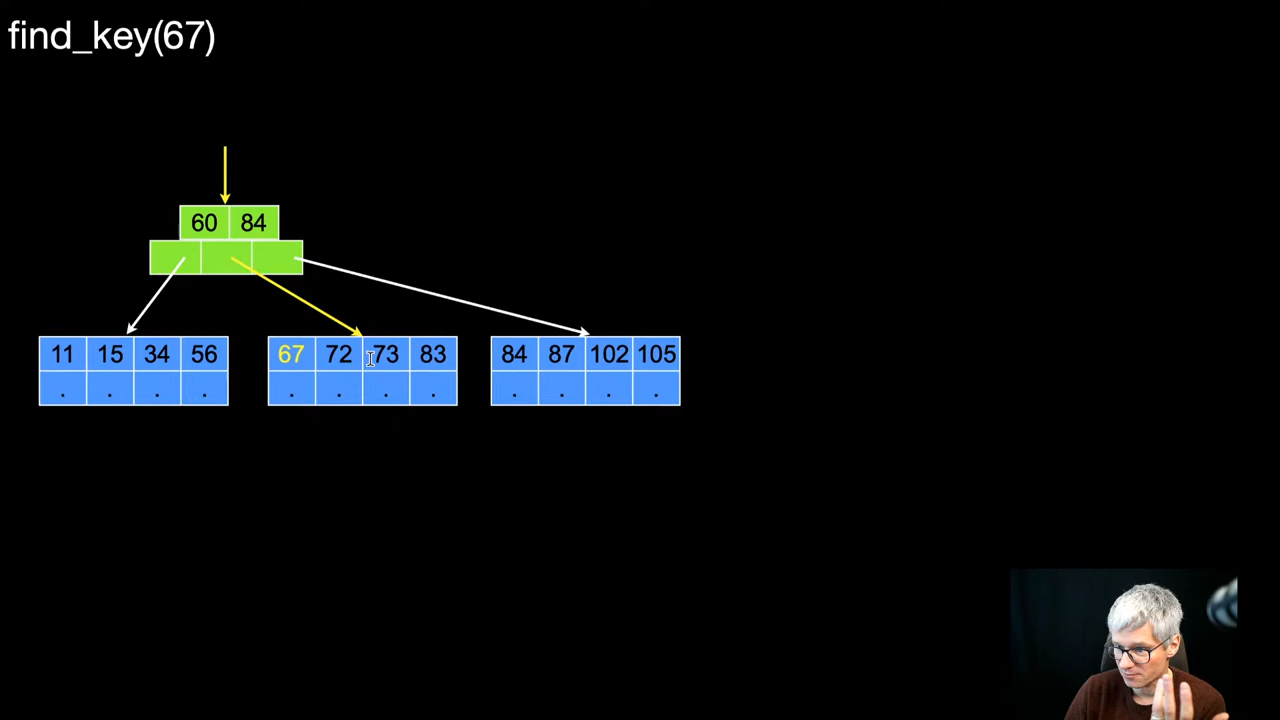 find_key(67)
60 84
11 15 34 56 67 72 73 83 84 87 102 105
. . . . . . . . . . . .